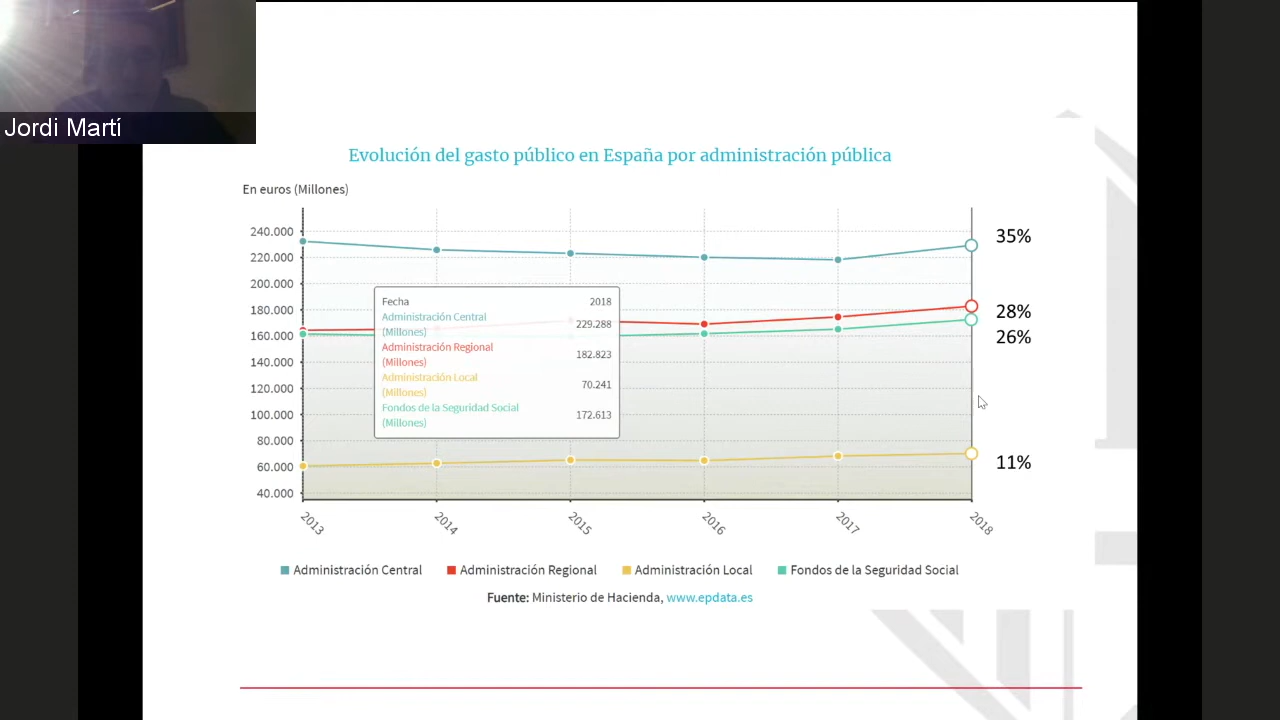 Jordi Martí
Evolución del gasto público en España por administración pública
En euros (Millones)
240.000
220.000
200.000
180.000
160.000
140.000
120.000
100.000
80.000
60.000
40.000
35%
28%
26%
11%
Fecha 2018
Administración Central
(Millones) 229.288
Administración Regional
(Millones) 182.823
Administración Local
(Millones) 70.241
Fondos de la Seguridad Social
(Millones) 172.613
2013 2014 2015 2016 2017 2018
Administración Central Administración Regional Administración Local Fondos de la Seguridad Social
Fuente: Ministerio de Hacienda, www.epdata.es